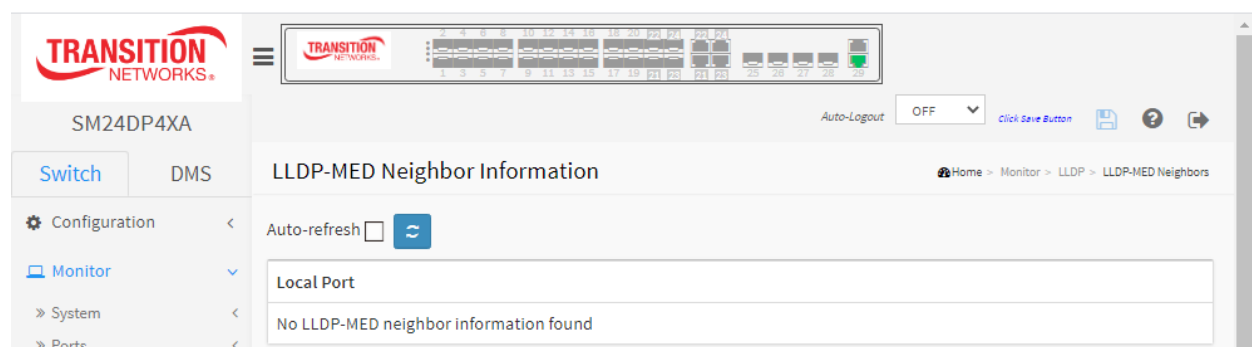 TRANSITION
NETWORKS®
TRANSITION
NETWORKS®
2 4 6 8 10 12 14 16 18 20 22 24 22 24
1 3 5 7 9 11 13 15 17 19 21 23 21 23 25 26 27 28 29
SM24DP4XA
Auto-Logout OFF Click Save Button
Switch DMS
LLDP-MED Neighbor Information
Home > Monitor > LLDP > LLDP-MED Neighbors
Configuration
Auto-refresh
Monitor
Local Port
» System
No LLDP-MED neighbor information found
» Ports